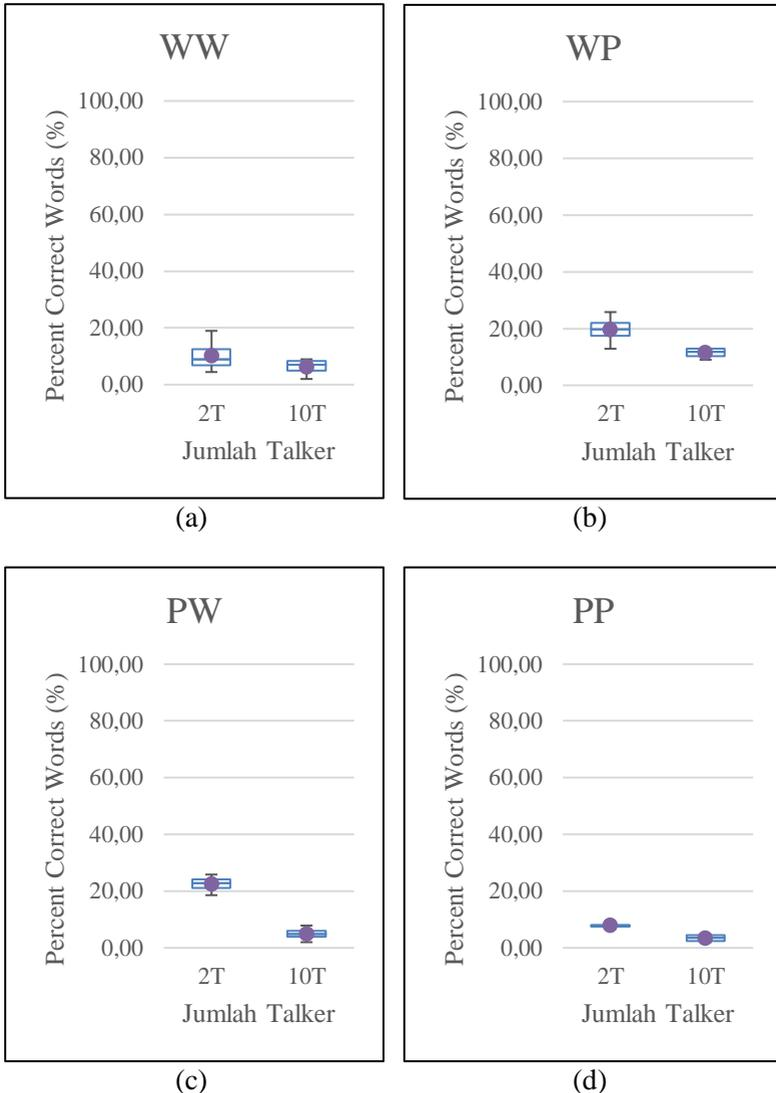 WW
Percent Correct Words (%)
100,00
80,00
60,00
40,00
20,00
0,00
2T 10T
Jumlah Talker
(a)
WP
Percent Correct Words (%)
100,00
80,00
60,00
40,00
20,00
0,00
2T 10T
Jumlah Talker
(b)
PW
Percent Correct Words (%)
100,00
80,00
60,00
40,00
20,00
0,00
2T 10T
Jumlah Talker
(c)
PP
Percent Correct Words (%)
100,00
80,00
60,00
40,00
20,00
0,00
2T 10T
Jumlah Talker
(d)